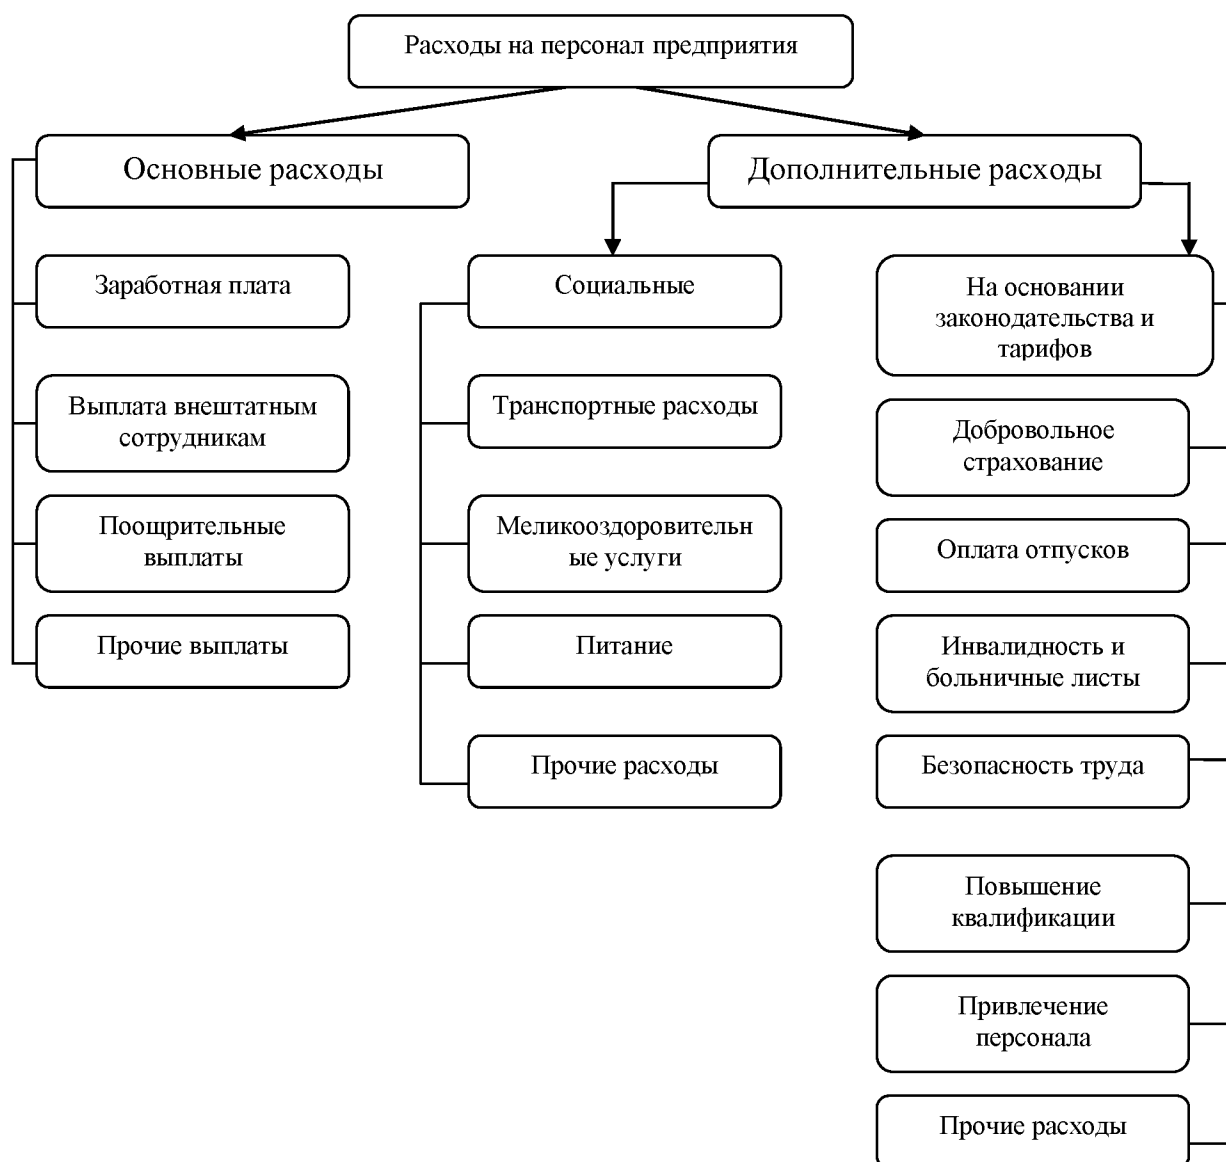 Расходы на персонал предприятия
Основные расходы
Дополнительные расходы
Заработная плата
Выплата внештатным
сотрудникам
Поощрительные
выплаты
Прочие выплаты
Социальные
Транспортные расходы
Меликооздоровительн
ые услуги
Питание
Прочие расходы
На основании
законодательства и
тарифов
Добровольное
страхование
Оплата отпусков
Инвалидность и
больничные листы
Безопасность труда
Повышение
квалификации
Привлечение
персонала
Прочие расходы